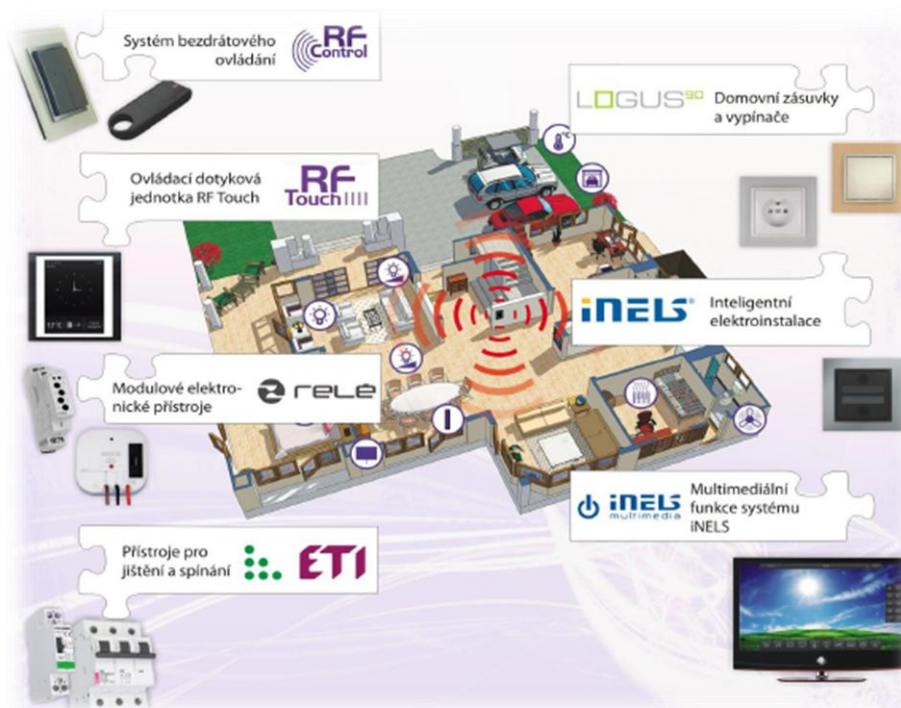 Systém bezdrátového
ovládání
RF
Control
LOGUS90
Domovní zásuvky
a vypínače
Ovládací dotyková
jednotka RF Touch
RF
Touch
iNELS®
Inteligentní
elektroinstalace
Modulové elektro-
nické přístroje
relé
iNELS
multimedia
Multimediální
funkce systému
iNELS
Přístroje pro
jištění a spínání
ETI
°C